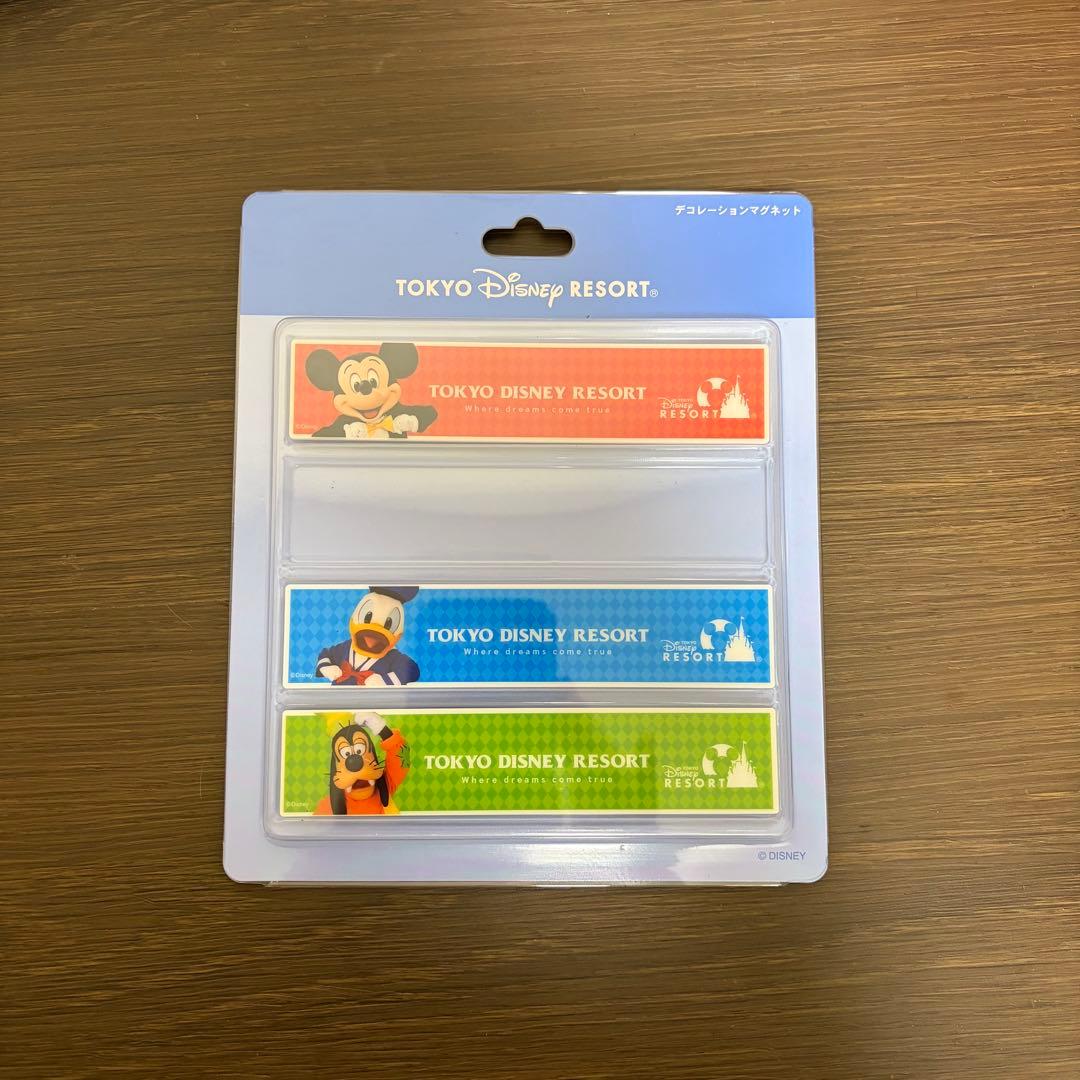 デコレーションマグネット
TOKYO Disney RESORT®
TOKYO DISNEY RESORT
Where dreams come true
TOKYO
Disney
RESORT
©Disney
TOKYO DISNEY RESORT
Where dreams come true
TOKYO
Disney
RESORT®
©Disney
TOKYO DISNEY RESORT
Where dreams come true
TOKYO
Disney
RESORT®
©Disney
© DISNEY